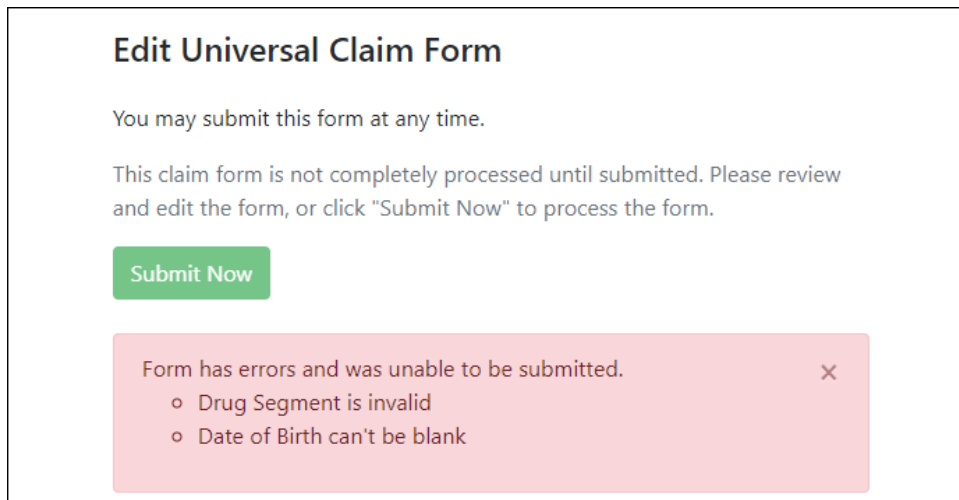 Edit Universal Claim Form
You may submit this form at any time.
This claim form is not completely processed until submitted. Please review
and edit the form, or click "Submit Now" to process the form.
Submit Now
Form has errors and was unable to be submitted.
Drug Segment is invalid
Date of Birth can't be blank